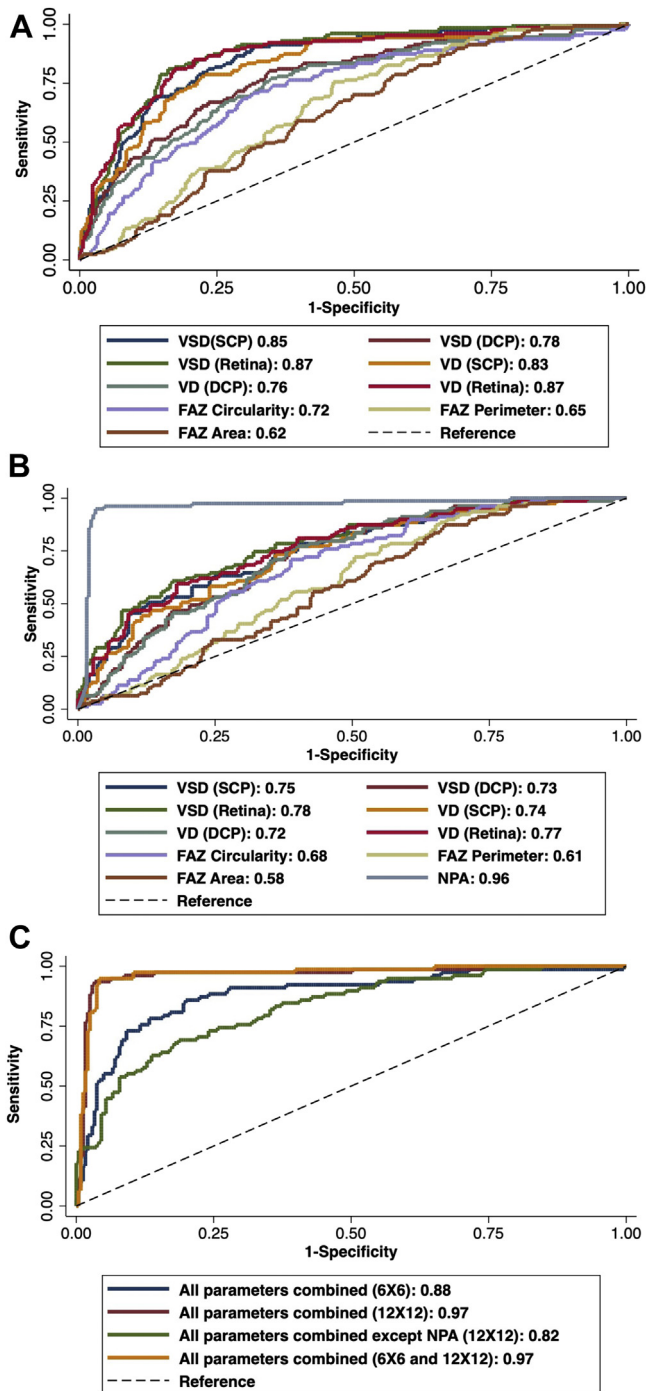 A
Sensitivity
1.00
0.75
0.50
0.25
0.00
0.00 0.25 0.50 0.75 1.00
1-Specificity
VSD(SCP) 0.85 VSD (DCP): 0.78
VSD (Retina): 0.87 VD (SCP): 0.83
VD (DCP): 0.76 VD (Retina): 0.87
FAZ Circularity: 0.72 FAZ Perimeter: 0.65
FAZ Area: 0.62 Reference
B
Sensitivity
1.00
0.75
0.50
0.25
0.00
0.00 0.25 0.50 0.75 1.00
1-Specificity
VSD (SCP): 0.75 VSD (DCP): 0.73
VSD (Retina): 0.78 VD (SCP): 0.74
VD (DCP): 0.72 VD (Retina): 0.77
FAZ Circularity: 0.68 FAZ Perimeter: 0.61
FAZ Area: 0.58 NPA: 0.96
Reference
C
Sensitivity
1.00
0.75
0.50
0.25
0.00
0.00 0.25 0.50 0.75 1.00
1-Specificity
All parameters combined (6X6): 0.88
All parameters combined (12X12): 0.97
All parameters combined except NPA (12X12): 0.82
All parameters combined (6X6 and 12X12): 0.97
Reference